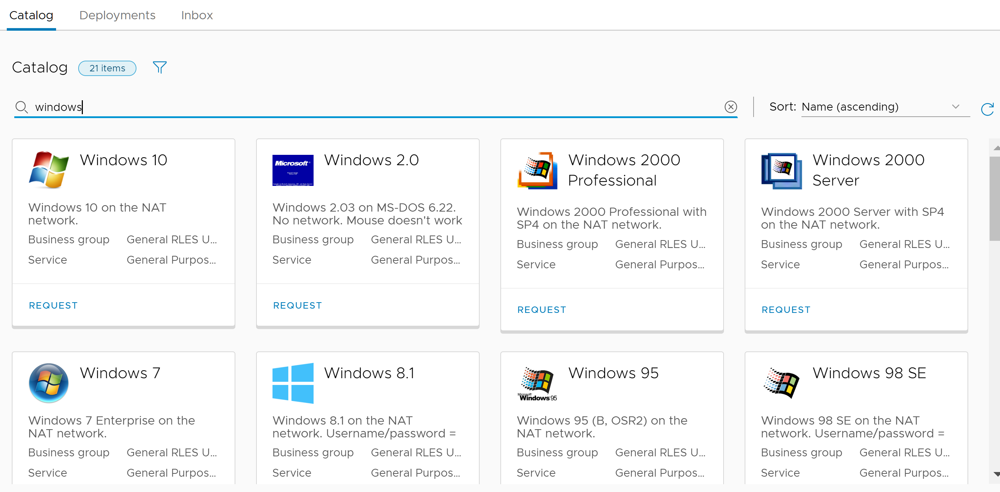 Catalog Deployments Inbox
Catalog 21 items
windows
Sort: Name (ascending)
Windows 10
Windows 10 on the NAT
network.
Business group General RLES U...
Service General Purpos...
REQUEST
Microsoft
Windows 2.0
Windows 2.03 on MS-DOS 6.22.
No network. Mouse doesn't work
Business group General RLES U...
Service General Purpos...
REQUEST
Windows 2000
Professional
Windows 2000 Professional with
SP4 on the NAT network.
Business group General RLES U...
Service General Purpos...
REQUEST
Windows 2000
Server
Windows 2000 Server with SP4
on the NAT network.
Business group General RLES U...
Service General Purpos...
REQUEST
Windows 7
Windows 7 Enterprise on the
NAT network.
Business group General RLES U...
Service General Purpos...
Windows 8.1
Windows 8.1 on the NAT
network. Username/password =
Business group General RLES U...
Service General Purpos...
Microsoft
Windows 95
Windows 95
Windows 95 (B, OSR2) on the
NAT network.
Business group General RLES U...
Service General Purpos...
Windows 98 SE
Windows 98 SE on the NAT
network. Username/password =
Business group General RLES U...
Service General Purpos...